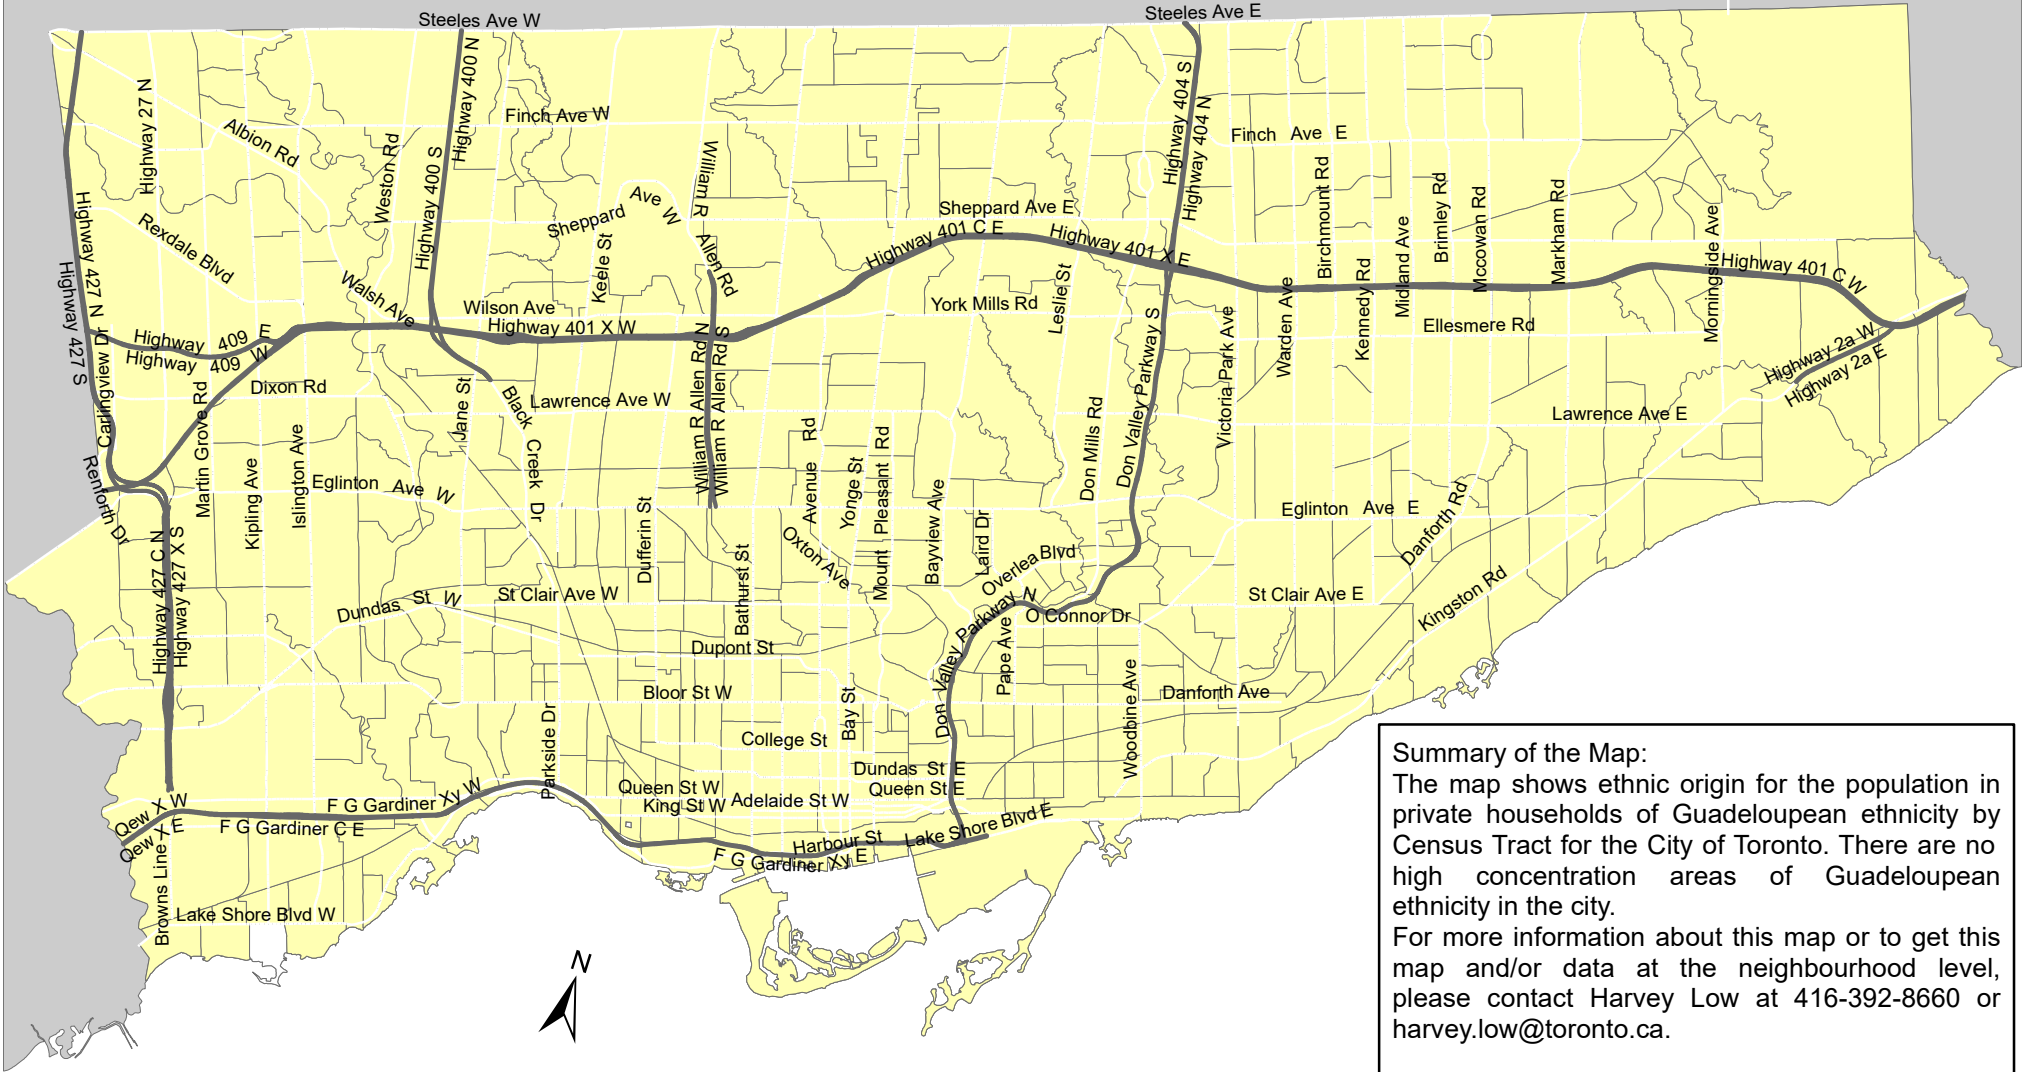 Steeles Ave W
Steeles Ave E
Highway 27 N
Albion Rd
Weston Rd
Highway 400 N
Highway 400 S
Finch Ave W
William R Allen Rd
Highway 404 S
Highway 404 N
Finch Ave E
Highway 427 N
Highway 427 S
Rexdale Blvd
Walsh Ave
Sheppard Ave W
Keele St
Wilson Ave
Highway 401 X W
Highway 401 C E
Sheppard Ave E
Highway 401 X E
York Mills Rd
Leslie St
Birchmount Rd
Kennedy Rd
Midland Ave
Brimley Rd
Mccowan Rd
Markham Rd
Morningside Ave
Highway 401 C W
Warden Ave
Ellesmere Rd
Highway 2a W
Highway 2a E
Highway 409 E
Highway 409 W
Carlingview Dr
Dixon Rd
Martin Grove Rd
Kipling Ave
Islington Ave
Eglinton Ave W
Jane St
Black Creek Dr
Lawrence Ave W
William R Allen Rd N
William R Allen Rd S
Avenue Rd
Yonge St
Mount Pleasant Rd
Bayview Ave
Laird Dr
Don Mills Rd
Don Valley Parkway S
Victoria Park Ave
Lawrence Ave E
Eglinton Ave E
Danforth Rd
Kingston Rd
Renforth Dr
Highway 427 C N
Highway 427 X S
Dundas St W
St Clair Ave W
Dufferin St
Bathurst St
Oxton Ave
Overlea Blvd
Don Valley Parkway N
O Connor Dr
Pape Ave
St Clair Ave E
Dupont St
Bloor St W
Bay St
College St
Woodbine Ave
Danforth Ave
Parkside Dr
Dundas St E
Queen St E
Queen St W
King St W
Adelaide St W
Harbour St
Lake Shore Blvd E
F G Gardiner Xy W
F G Gardiner C E
F G Gardiner Xy E
Qew X W
Qew X E
Browns Line
Lake Shore Blvd W
N
Summary of the Map:
The map shows ethnic origin for the population in
private households of Guadeloupean ethnicity by
Census Tract for the City of Toronto. There are no
high concentration areas of Guadeloupean
ethnicity in the city.
For more information about this map or to get this
map and/or data at the neighbourhood level,
please contact Harvey Low at 416-392-8660 or
harvey.low@toronto.ca.